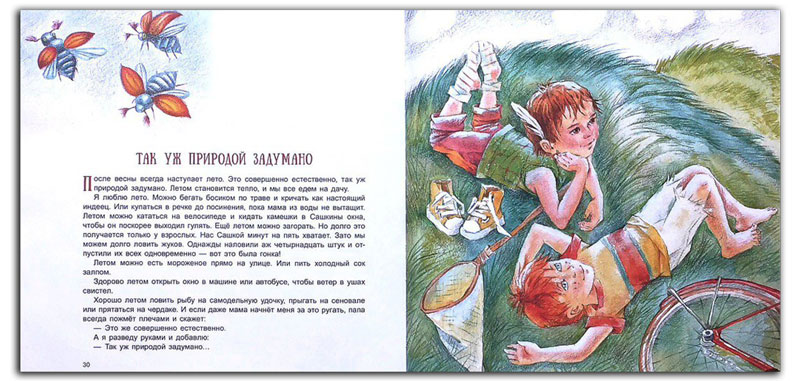 ТАК УЖ ПРИРОДОЙ ЗАДУМАНО
После весны всегда наступает лето. Это совершенно естественно, так уж
природой задумано. Летом становится тепло, и мы все едем на дачу.
Я люблю лето. Можно бегать босиком по траве и кричать как настоящий
индеец. Или купаться в речке до посинения, пока мама из воды не вытащит.
Летом можно кататься на велосипеде и кидать камешки в Сашкины окна,
чтобы он поскорее выходил гулять. Ещё летом можно загорать. Но долго это
получается только у взрослых. Нас Сашкой минут на пять хватает. Зато мы
можем долго ловить жуков. Однажды наловили аж четырнадцать штук и от-
пустили их всех одновременно — вот это была гонка!
Летом можно есть мороженое прямо на улице. Или пить холодный сок
залпом.
Здорово летом открыть окно в машине или автобусе, чтобы ветер в ушах
свистел.
Хорошо летом ловить рыбу на самодельную удочку, прыгать на сеновале
или прятаться на чердаке. И если даже мама начнёт меня за это ругать, папа
всегда пожмёт плечами и скажет:
— Это же совершенно естественно.
А я разведу руками и добавлю:
— Так уж природой задумано...
30